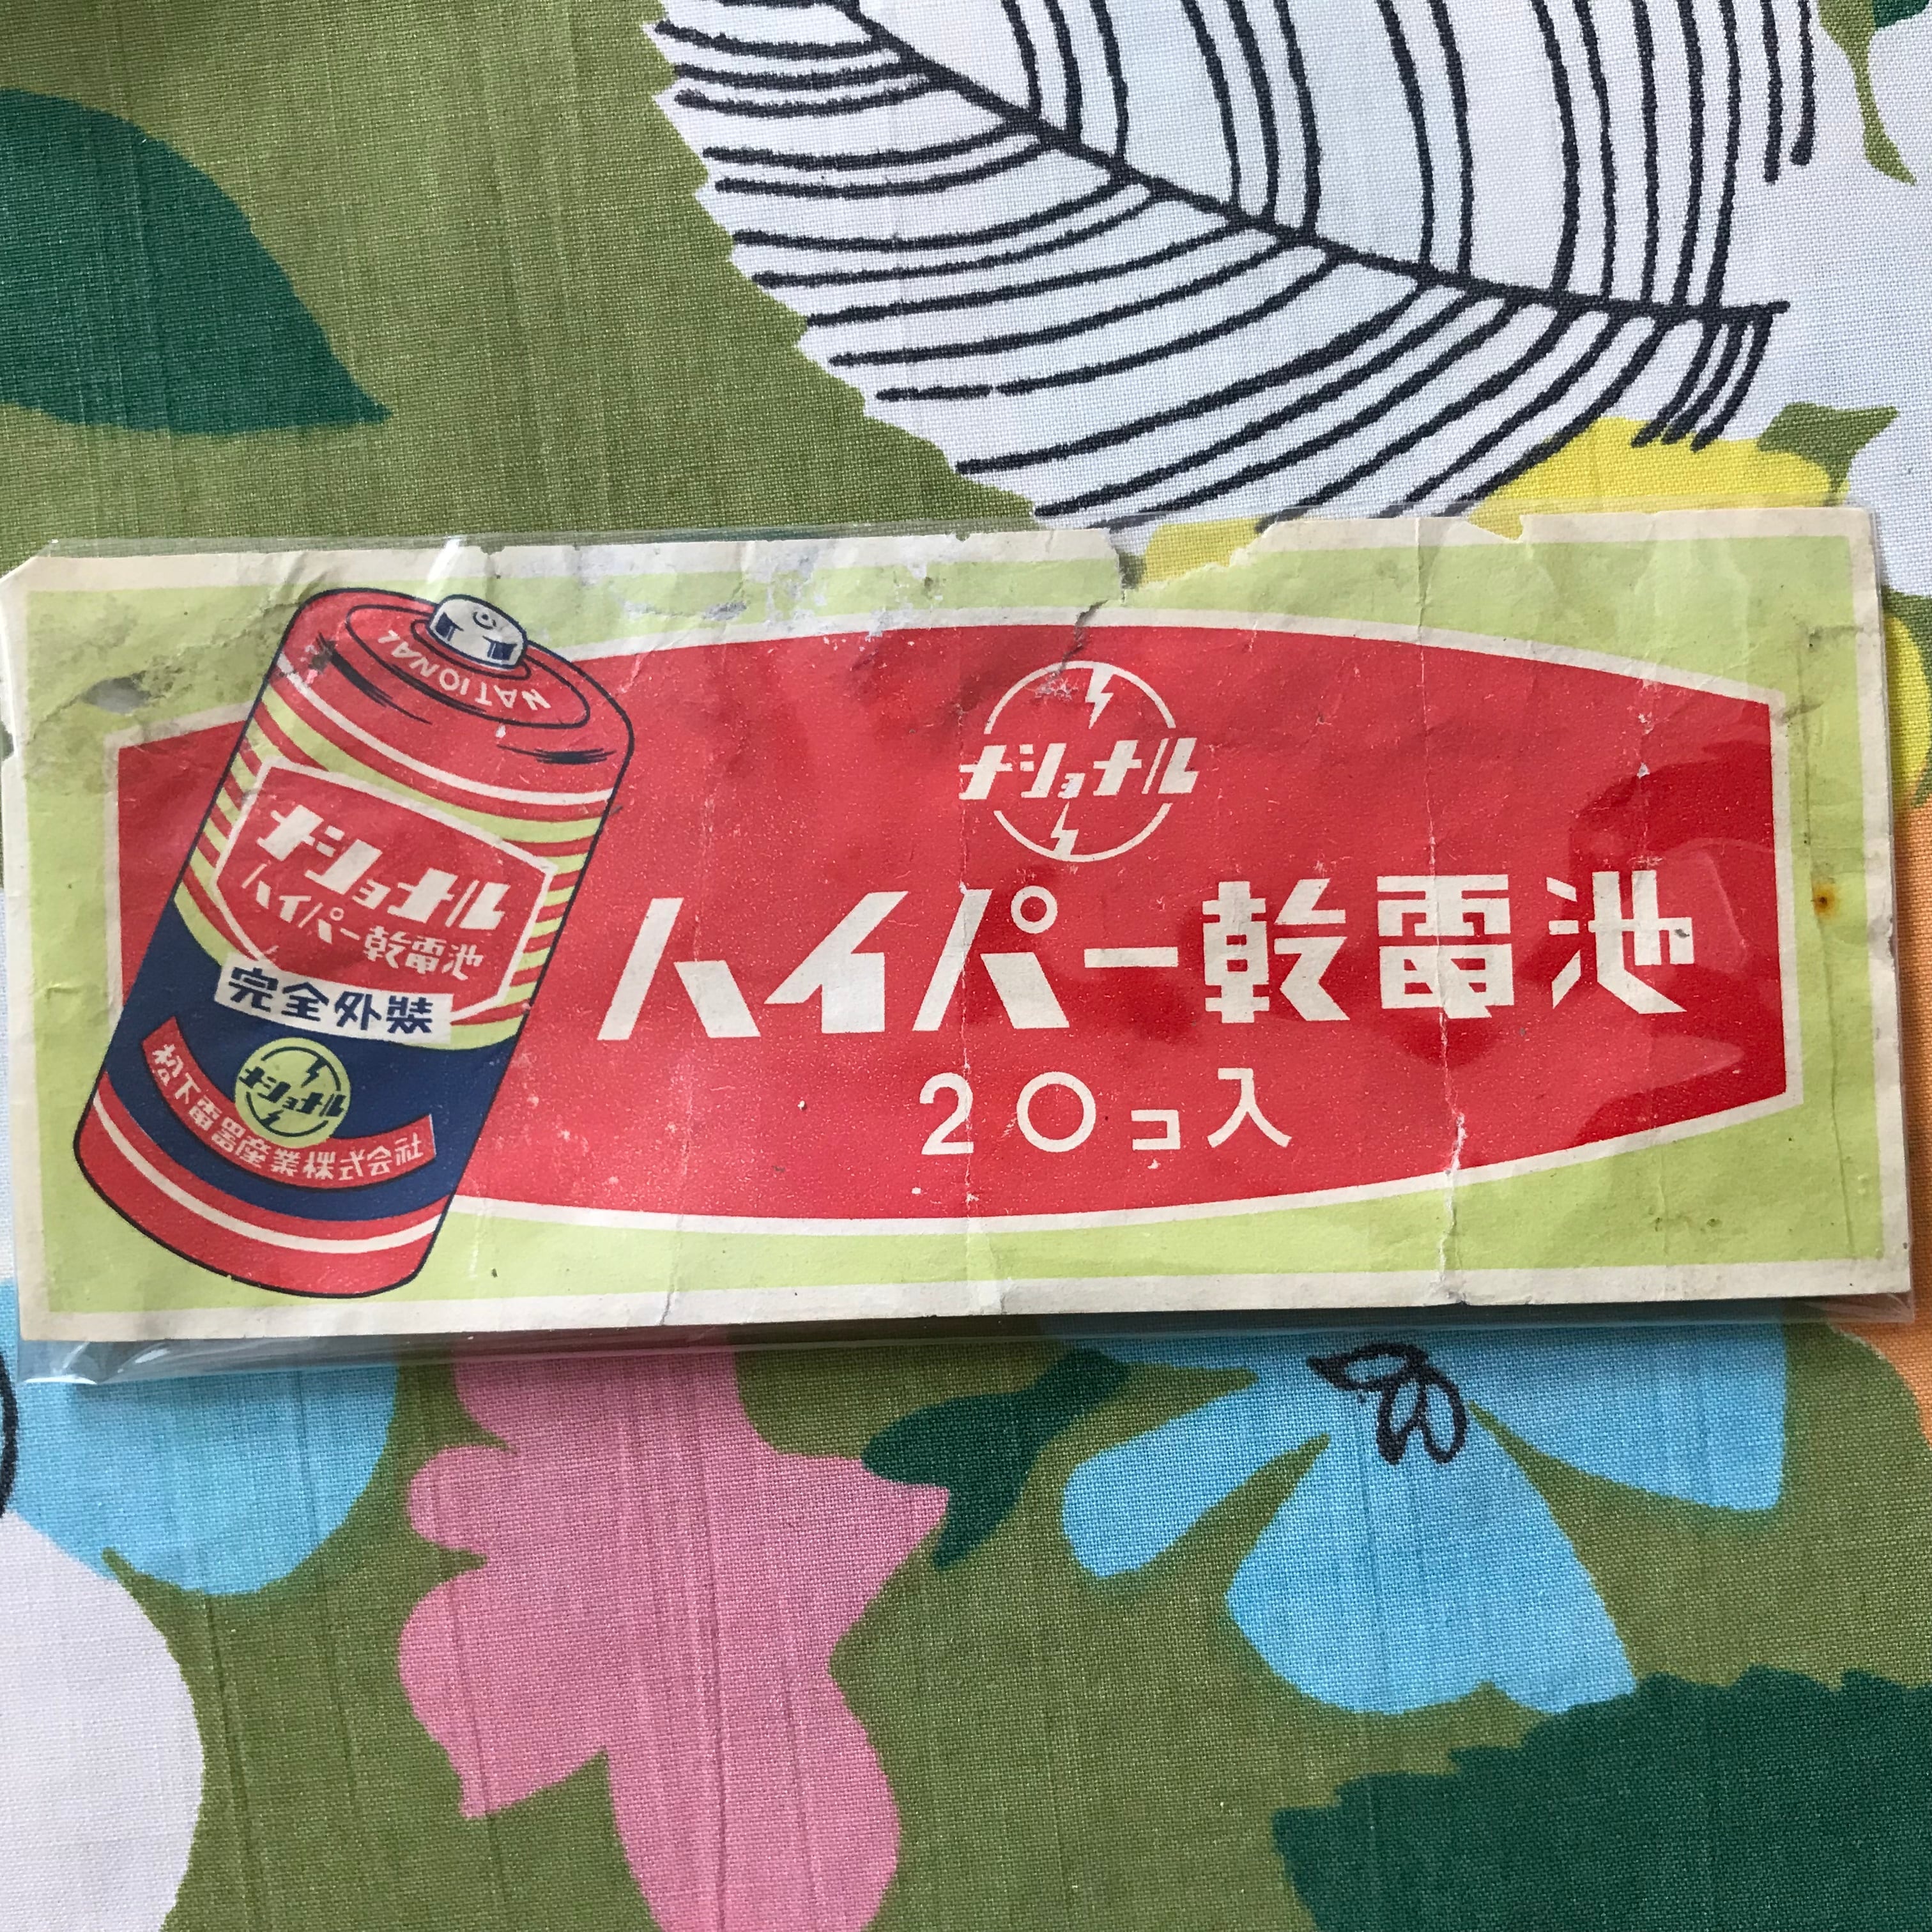 NATIONAL
ナショナル
ハイパー乾電池
完全外裝
ナショナル
松下電器産業株式会社
ナショナル
ハイパー乾電池
20コ入